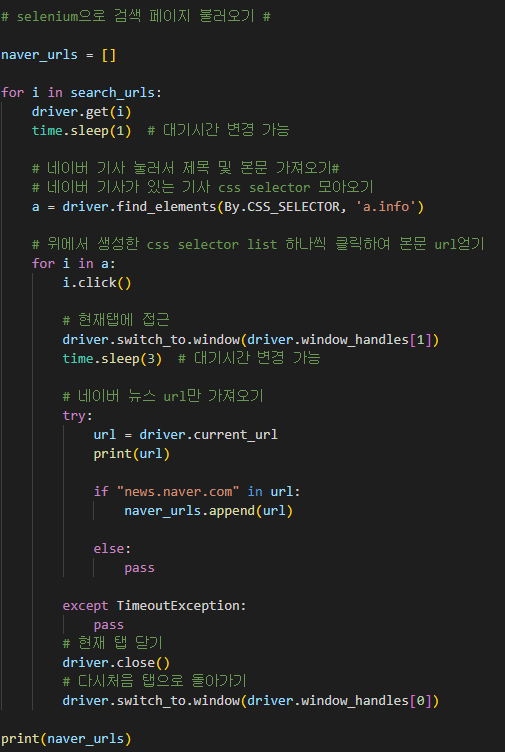 # selenium으로 검색 페이지 불러오기 #
naver_urls = []
for i in search_urls:
driver.get(i)
time.sleep(1)  # 대기시간 변경 가능
# 네이버 기사 눌러서 제목 및 본문 가져오기#
# 네이버 기사가 있는 기사 css selector 모아오기
a = driver.find_elements(By.CSS_SELECTOR, 'a.info')
# 위에서 생성한 css selector list 하나씩 클릭하여 본문 url얻기
for i in a:
i.click()
# 현재탭에 접근
driver.switch_to.window(driver.window_handles[1])
time.sleep(3)  # 대기시간 변경 가능
# 네이버 뉴스 url만 가져오기
try:
url = driver.current_url
print(url)
if "news.naver.com" in url:
naver_urls.append(url)
else:
pass
except TimeoutException:
pass
# 현재 탭 닫기
driver.close()
# 다시처음 탭으로 돌아가기
driver.switch_to.window(driver.window_handles[0])
print(naver_urls)